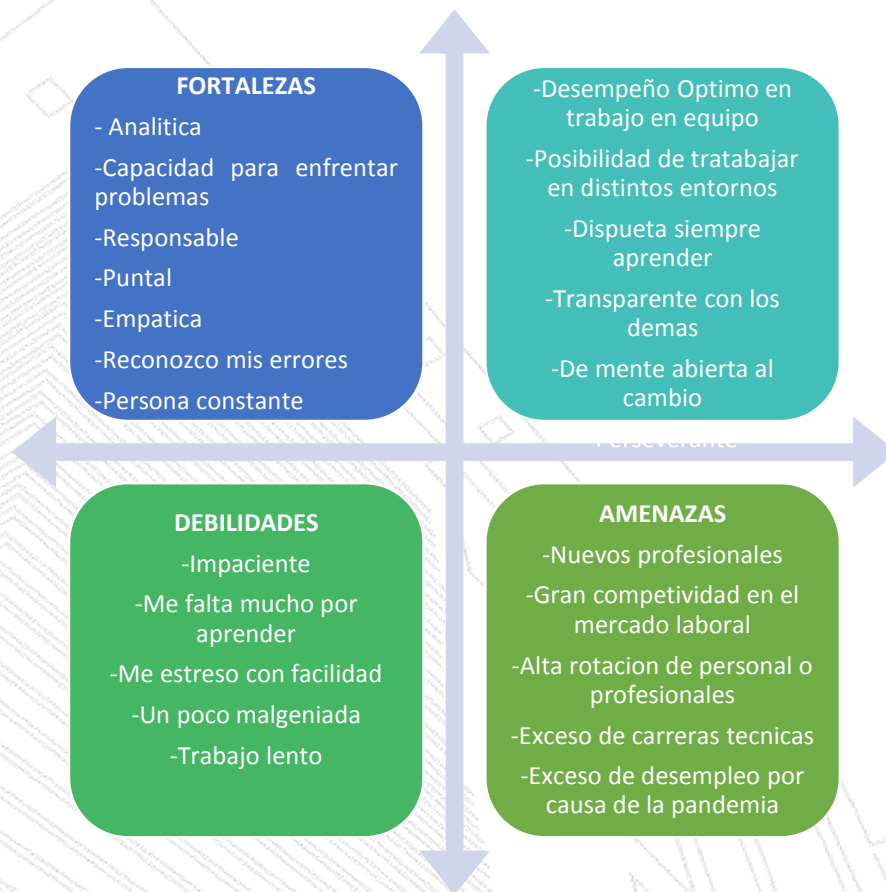 FORTALEZAS
- Analitica
-Capacidad para enfrentar
problemas
-Responsable
-Puntal
-Empatica
-Reconozco mis errores
-Persona constante
-Desempeño Optimo en
trabajo en equipo
-Posibilidad de tratabajar
en distintos entornos
-Dispueta siempre
aprender
-Transparente con los
demas
-De mente abierta al
cambio
-Perseverante
DEBILIDADES
-Impaciente
-Me falta mucho por
aprender
-Me estreso con facilidad
-Un poco malgeniada
-Trabajo lento
AMENAZAS
-Nuevos profesionales
-Gran competividad en el
mercado laboral
-Alta rotacion de personal o
profesionales
-Exceso de carreras tecnicas
-Exceso de desempleo por
causa de la pandemia